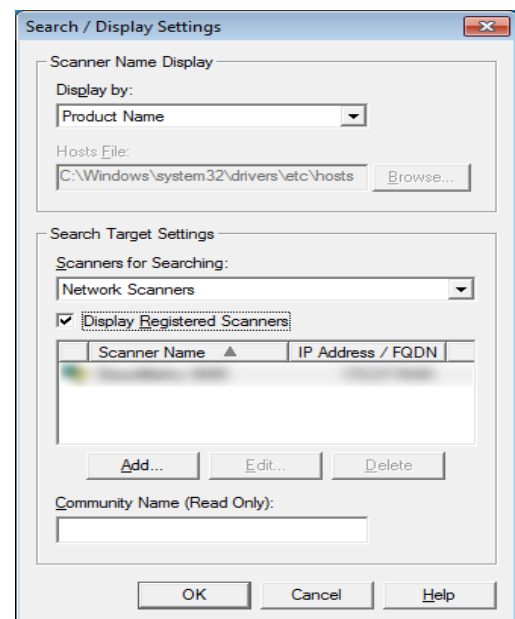 Search / Display Settings
Scanner Name Display
Display by:
Product Name
Hosts File:
C:\Windows\system32\drivers\etc\hosts Browse...
Search Target Settings
Scanners for Searching:
Network Scanners
Display Registered Scanners
Scanner Name IP Address / FQDN
Add... Edit... Delete
Community Name (Read Only):
OK Cancel Help